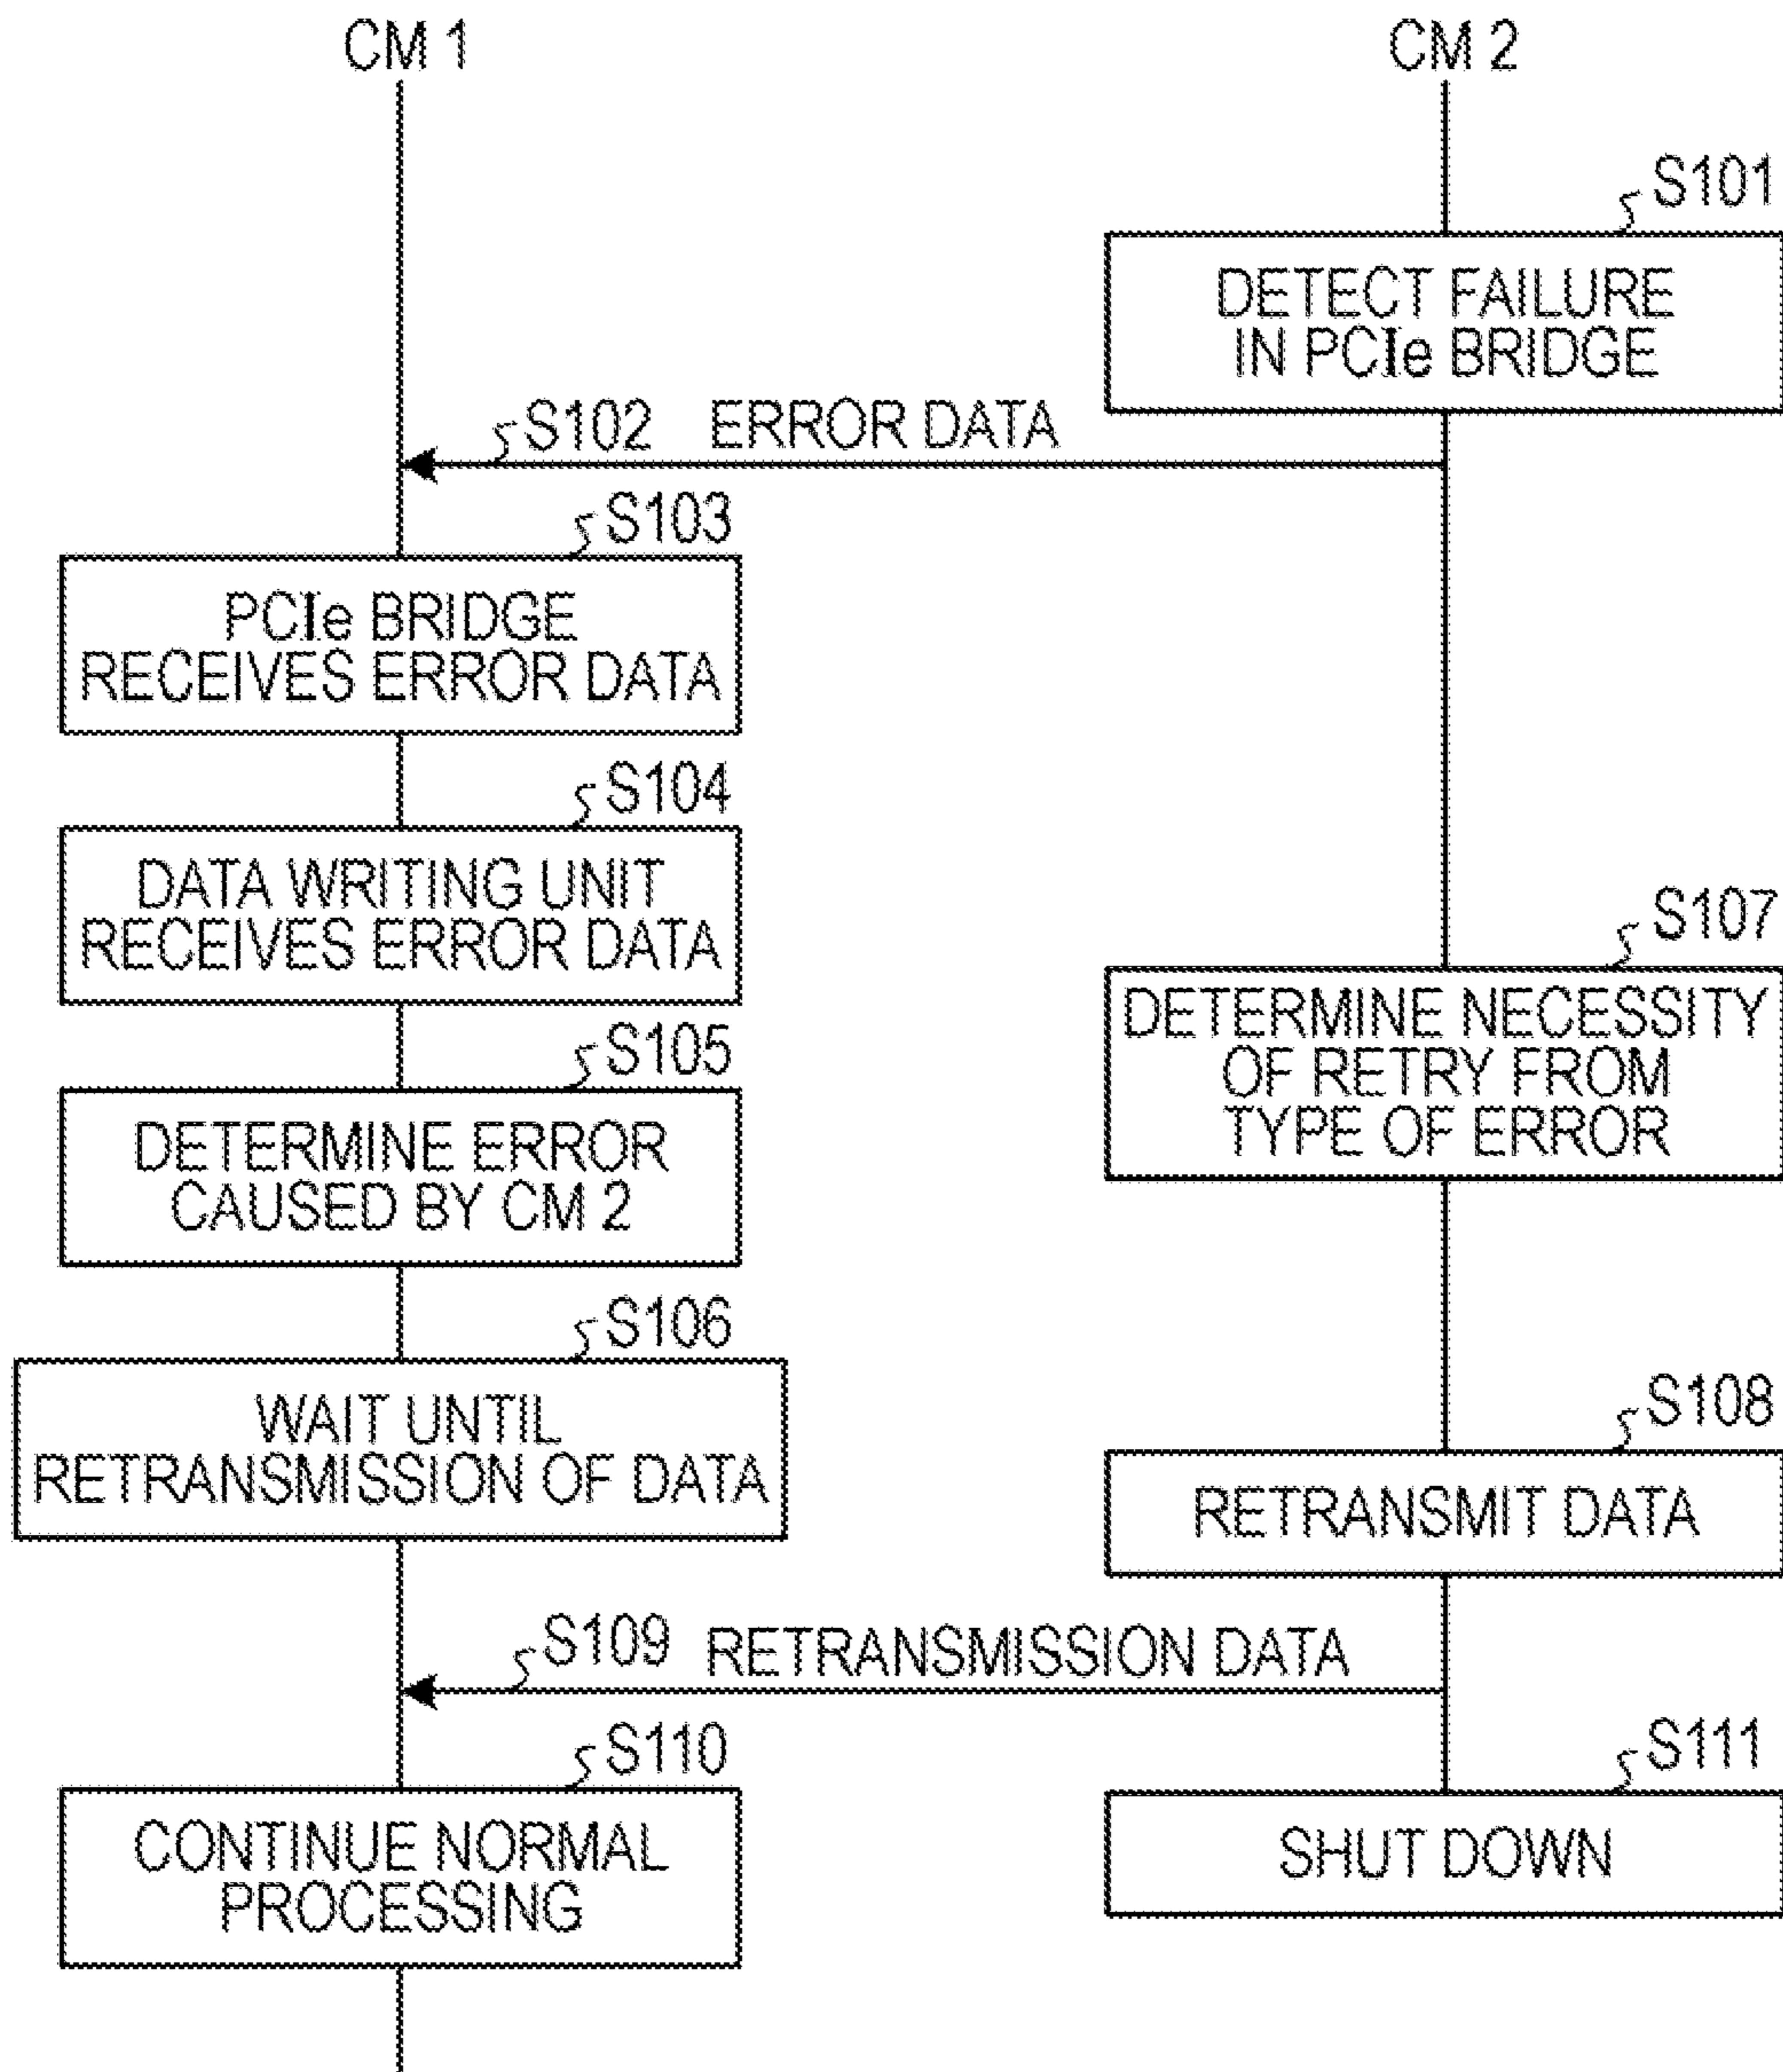 CM 1
CM 2
S101
DETECT FAILURE
IN PCIe BRIDGE
S102 ERROR DATA
S103
PCIe BRIDGE
RECEIVES ERROR DATA
S104
DATA WRITING UNIT
RECEIVES ERROR DATA
S107
DETERMINE NECESSITY
OF RETRY FROM
TYPE OF ERROR
S105
DETERMINE ERROR
CAUSED BY CM 2
S106
WAIT UNTIL
RETRANSMISSION OF DATA
S108
RETRANSMIT DATA
S109 RETRANSMISSION DATA
S110
CONTINUE NORMAL
PROCESSING
S111
SHUT DOWN